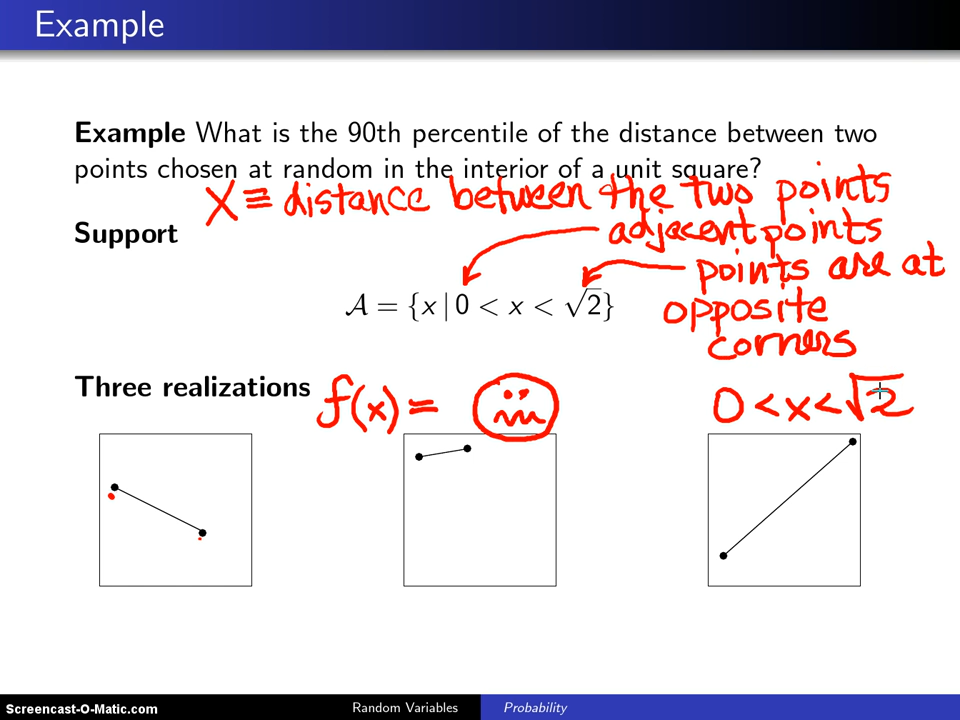 Example
Example What is the 90th percentile of the distance between two
points chosen at random in the interior of a unit square?
X ≡ distance between the two points
Support
adjacent points
points are at
opposite
corners
𝒜 = {x | 0 < x < √2}
Three realizations
f(x) =
0 < x < √2
Screencast-O-Matic.com
Random Variables
Probability